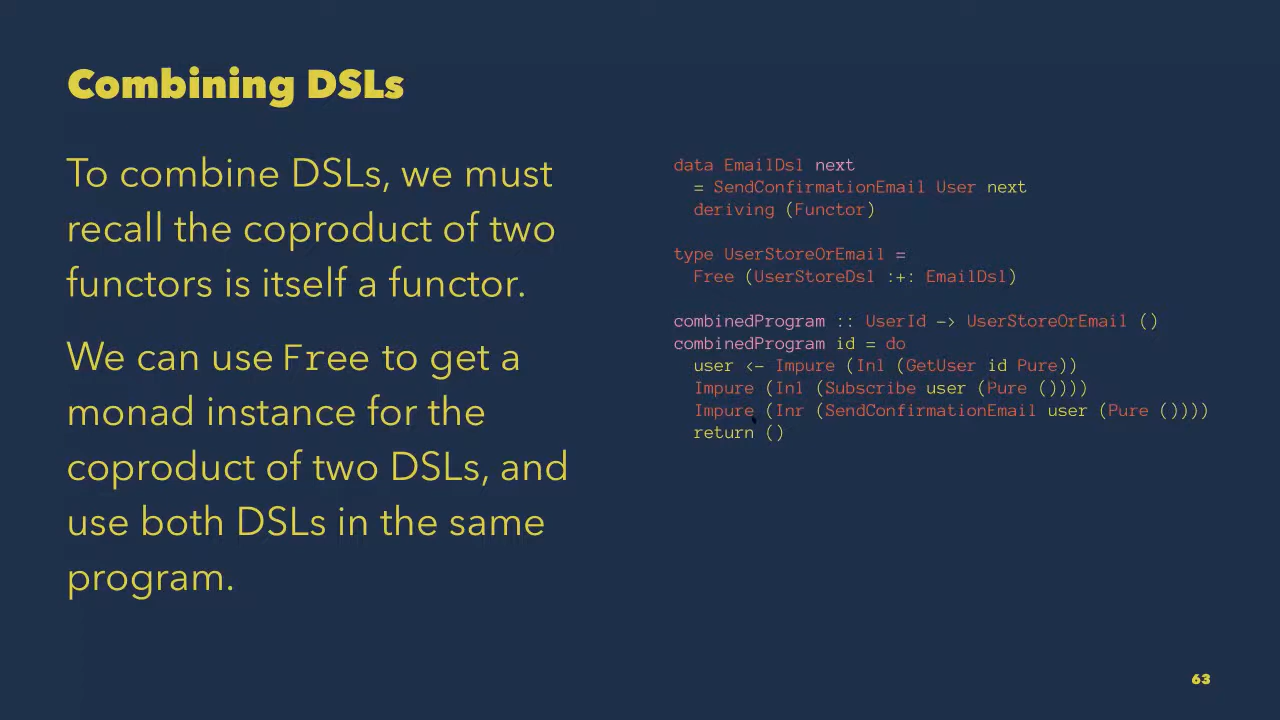 Combining DSLs
To combine DSLs, we must
recall the coproduct of two
functors is itself a functor.
We can use Free to get a
monad instance for the
coproduct of two DSLs, and
use both DSLs in the same
program.
data EmailDsl next
  = SendConfirmationEmail User next
  deriving (Functor)
type UserStoreOrEmail =
  Free (UserStoreDsl :+: EmailDsl)
combinedProgram :: UserId -> UserStoreOrEmail ()
combinedProgram id = do
  user <- Impure (Inl (GetUser id Pure))
  Impure (Inl (Subscribe user (Pure ())))
  Impure (Inr (SendConfirmationEmail user (Pure ())))
  return ()
63